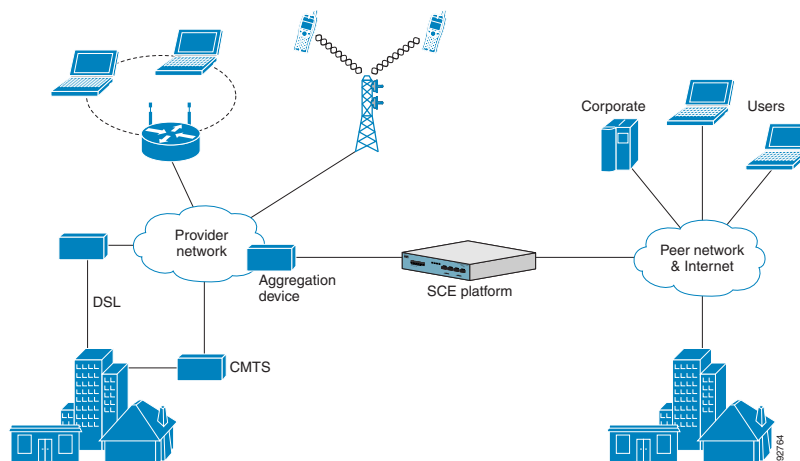 Corporate
Users
Provider
network
Peer network
& Internet
Aggregation
device
SCE platform
DSL
CMTS
92764